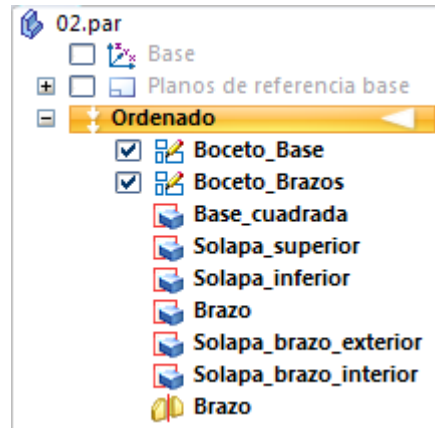 02.par
Base
Planos de referencia base
Ordenado
Boceto_Base
Boceto_Brazos
Base_cuadrada
Solapa_superior
Solapa_inferior
Brazo
Solapa_brazo_exterior
Solapa_brazo_interior
Brazo